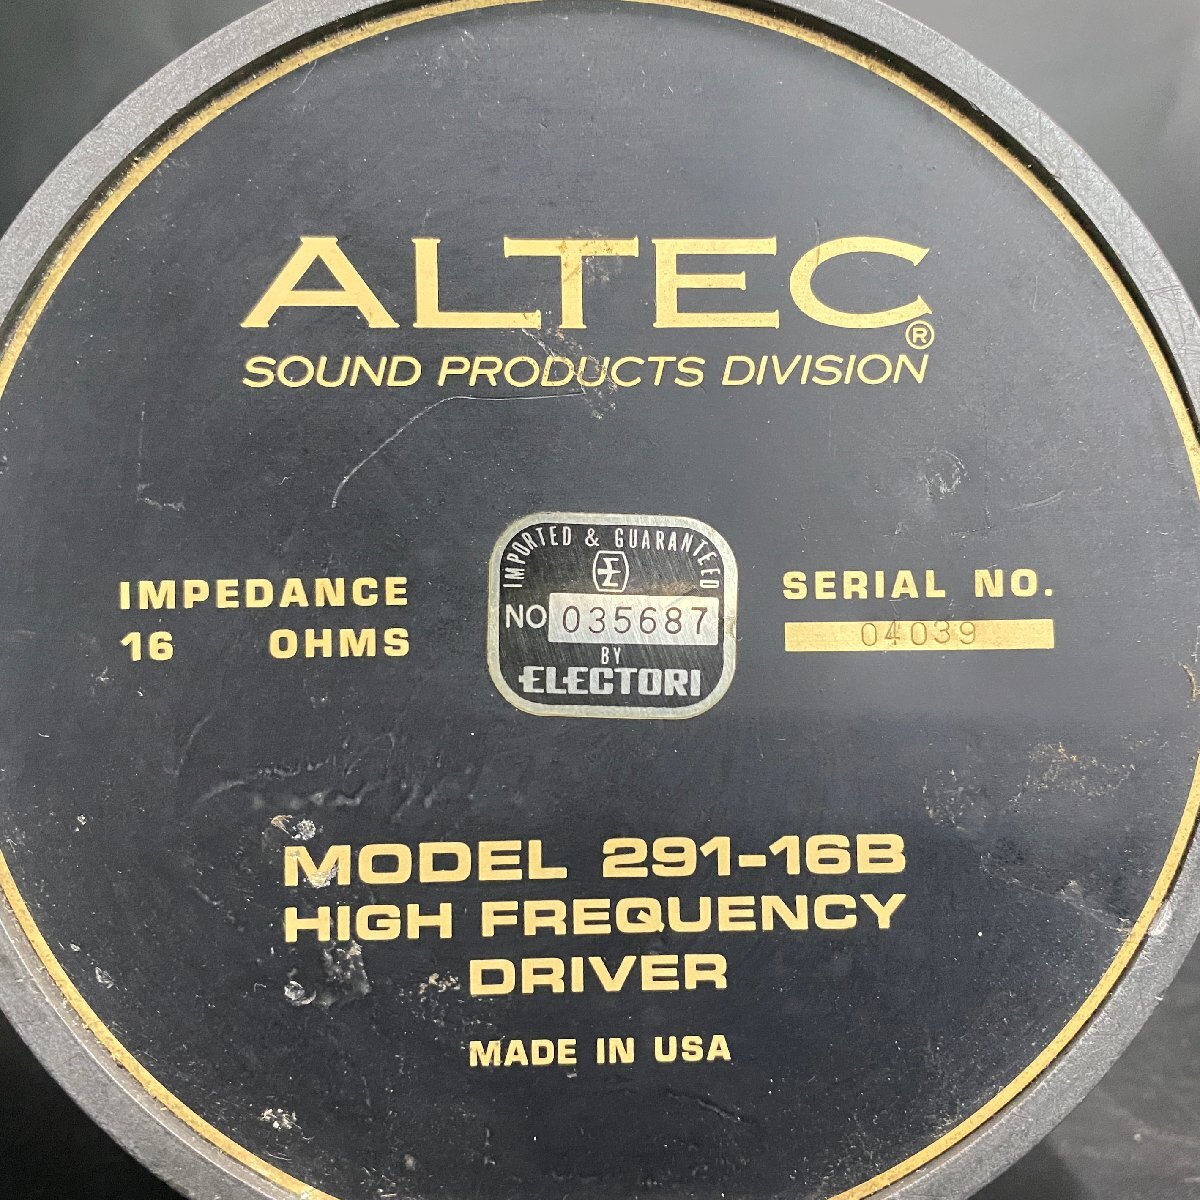 ALTEC®
SOUND PRODUCTS DIVISION
IMPEDANCE
16 OHMS
IMPORTED & GUARANTEED
E
NO 035687
BY
ELECTORI
SERIAL NO.
04039
MODEL 291-16B
HIGH FREQUENCY
DRIVER
MADE IN USA